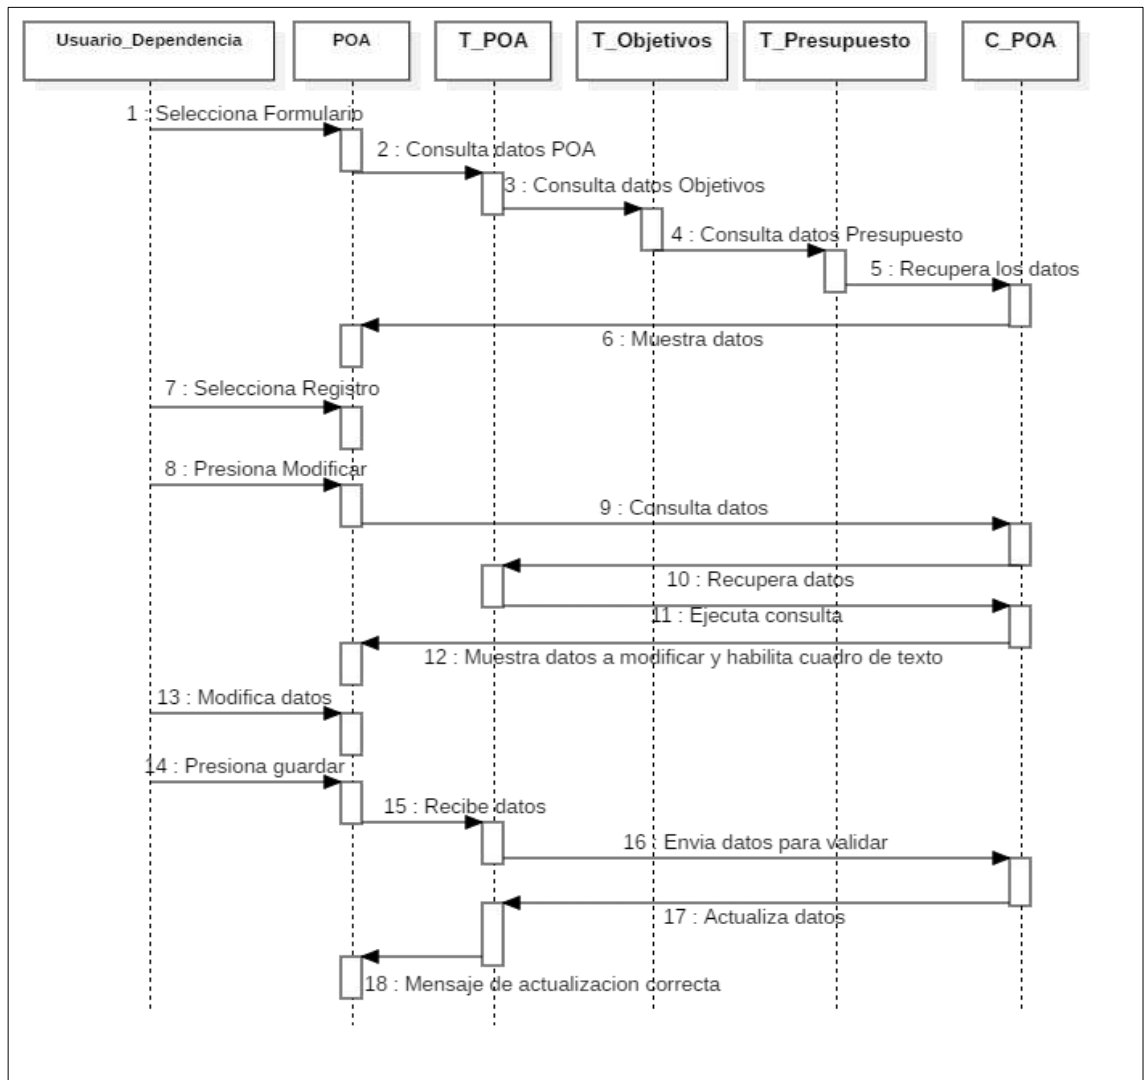 Usuario_Dependencia
POA
T_POA
T_Objetivos
T_Presupuesto
C_POA
1 : Selecciona Formulario
2 : Consulta datos POA
3 : Consulta datos Objetivos
4 : Consulta datos Presupuesto
5 : Recupera los datos
6 : Muestra datos
7 : Selecciona Registro
8 : Presiona Modificar
9 : Consulta datos
10 : Recupera datos
11 : Ejecuta consulta
12 : Muestra datos a modificar y habilita cuadro de texto
13 : Modifica datos
14 : Presiona guardar
15 : Recibe datos
16 : Envia datos para validar
17 : Actualiza datos
18 : Mensaje de actualizacion correcta